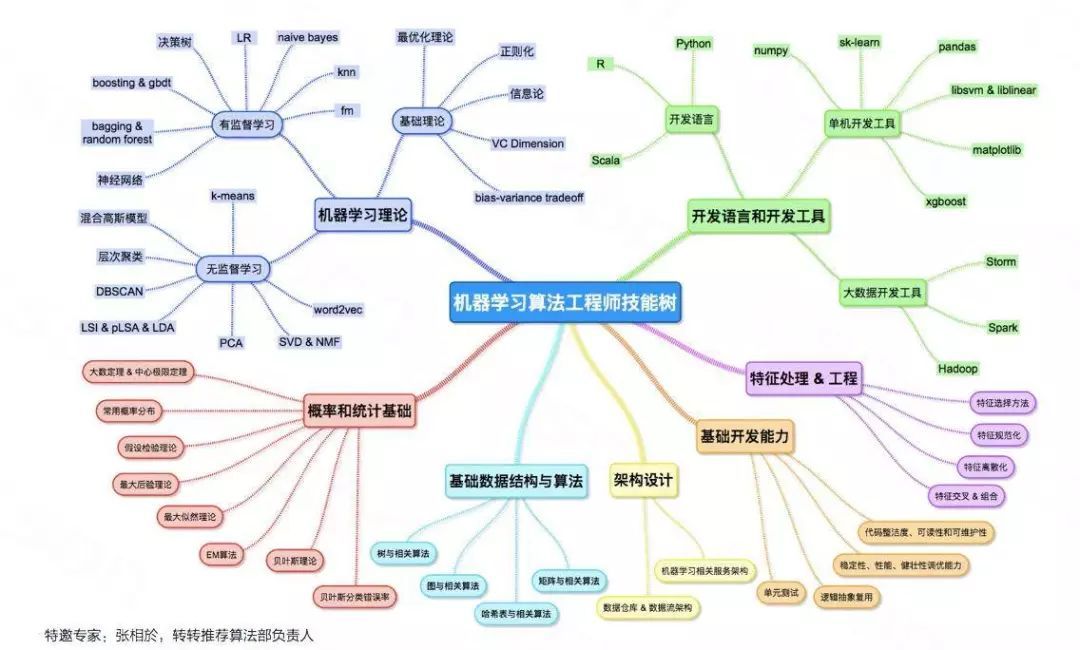 机器学习算法工程师技能树
机器学习理论
有监督学习
决策树
LR
naive bayes
knn
fm
boosting & gbdt
bagging &
random forest
神经网络
基础理论
最优化理论
正则化
信息论
VC Dimension
bias-variance tradeoff
无监督学习
k-means
混合高斯模型
层次聚类
DBSCAN
LSI & pLSA & LDA
PCA
SVD & NMF
word2vec
开发语言和开发工具
开发语言
Python
R
Scala
单机开发工具
numpy
sk-learn
pandas
libsvm & liblinear
matplotlib
xgboost
大数据开发工具
Storm
Spark
Hadoop
概率和统计基础
大数定理 & 中心极限定理
常用概率分布
假设检验理论
最大后验理论
最大似然理论
EM算法
贝叶斯理论
贝叶斯分类错误率
基础数据结构与算法
树与相关算法
图与相关算法
哈希表与相关算法
矩阵与相关算法
架构设计
机器学习相关服务架构
数据仓库 & 数据流架构
基础开发能力
代码整洁度、可读性和可维护性
稳定性、性能、健壮性调优能力
逻辑抽象复用
单元测试
特征处理 & 工程
特征选择方法
特征规范化
特征离散化
特征交叉 & 组合
特邀专家：张相於，转转推荐算法部负责人